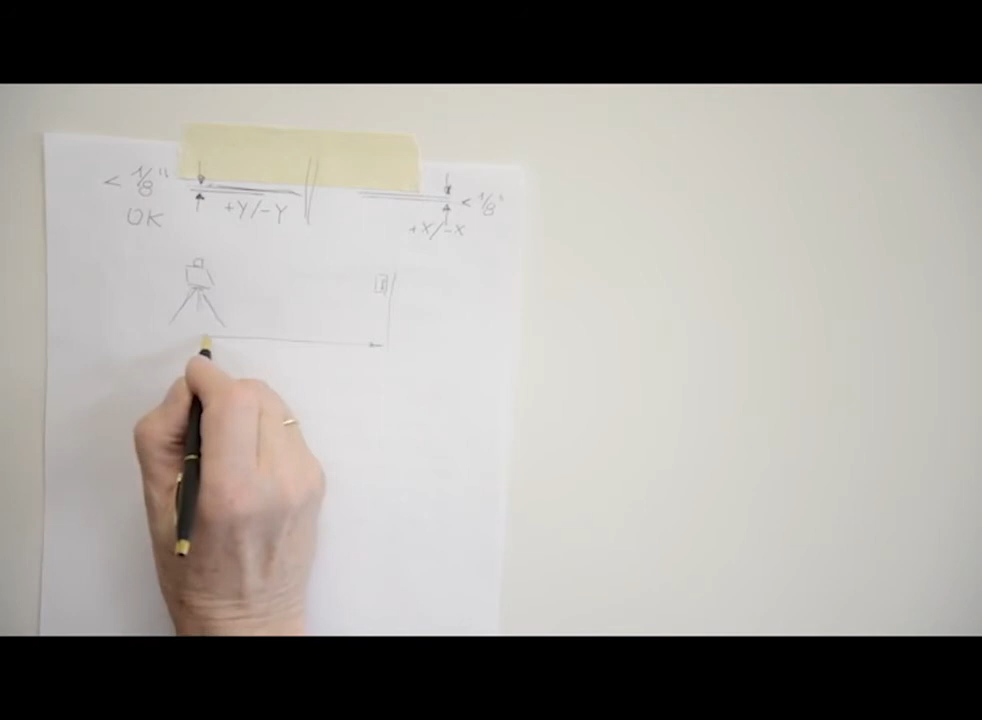 < 1/8" +Y/-Y < 1/8"
OK +X/-X